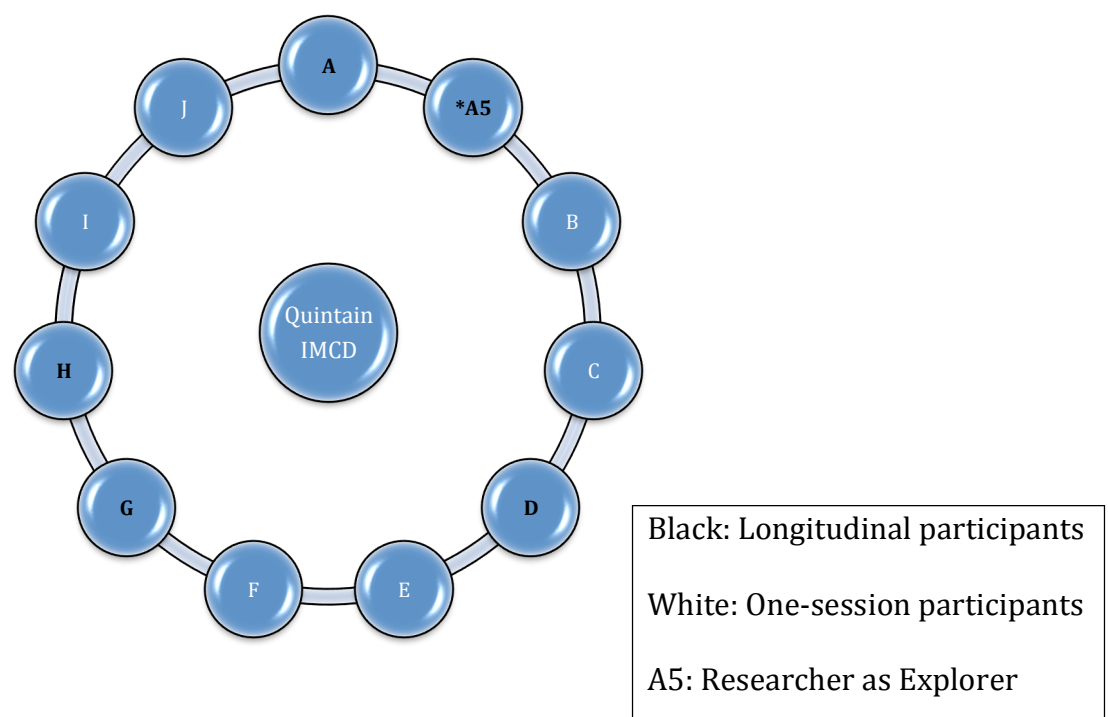 A
*A5
B
C
D
E
F
G
H
I
J
Quintain
IMCD
Black: Longitudinal participants
White: One-session participants
A5: Researcher as Explorer